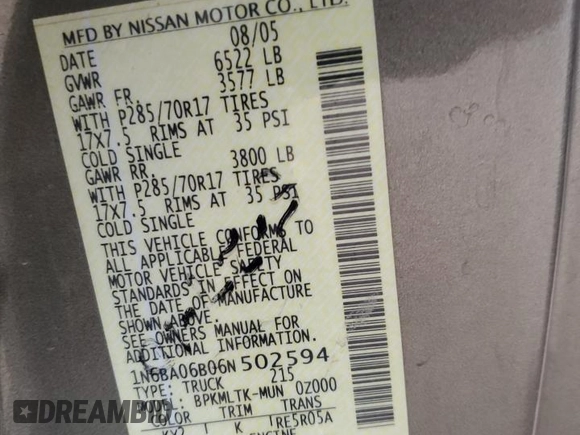 MFD BY NISSAN MOTOR CO., LTD.
DATE 08/05
GVWR 6522 LB
GAWR FR. 3577 LB
WITH P285/70R17 TIRES
17X7.5 RIMS AT 35 PSI
COLD SINGLE
GAWR RR. 3800 LB
WITH P285/70R17 TIRES
17X7.5 RIMS AT 35 PSI
COLD SINGLE
THIS VEHICLE CONFORMS TO
ALL APPLICABLE FEDERAL
MOTOR VEHICLE SAFETY
STANDARDS IN EFFECT ON
THE DATE OF MANUFACTURE
SHOWN ABOVE.
SEE OWNERS MANUAL FOR
ADDITIONAL INFORMATION.
1N6BA06B06N502594
TYPE: TRUCK 215
MODEL: BPKMLTK-MUN 0Z000
COLOR TRIM TRANS
KY2 K RE5R05A
ENGINE
DREAMBID